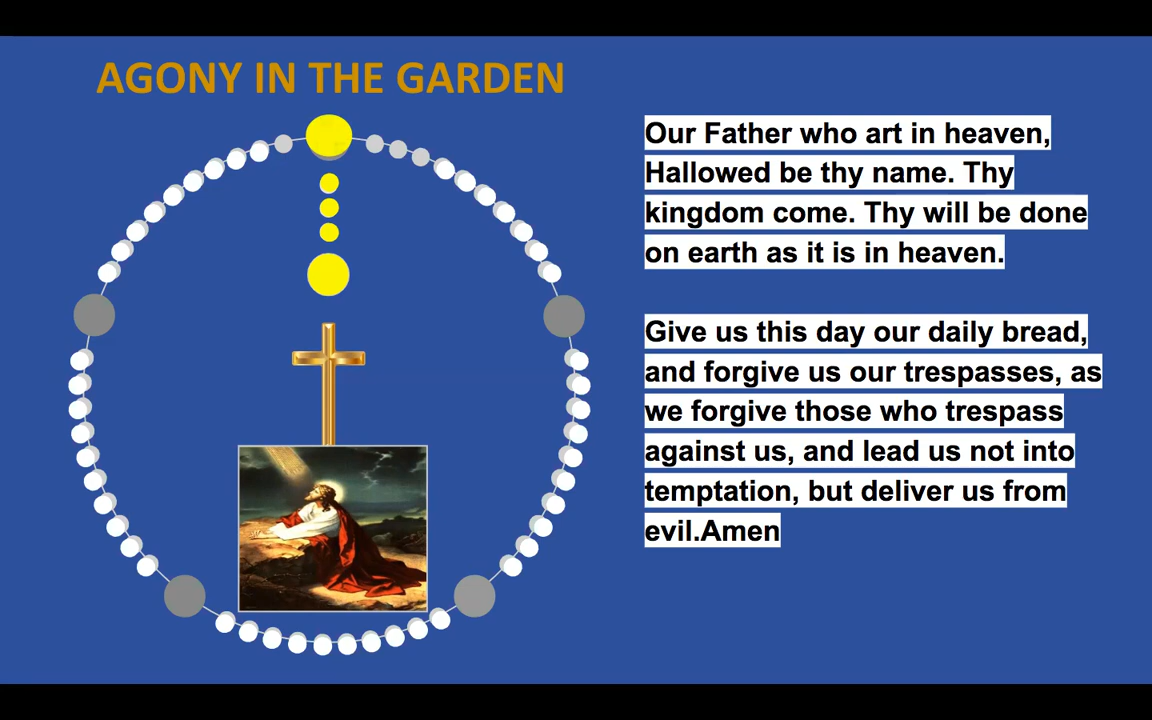 AGONY IN THE GARDEN
Our Father who art in heaven,
Hallowed be thy name. Thy
kingdom come. Thy will be done
on earth as it is in heaven.
Give us this day our daily bread,
and forgive us our trespasses, as
we forgive those who trespass
against us, and lead us not into
temptation, but deliver us from
evil.Amen